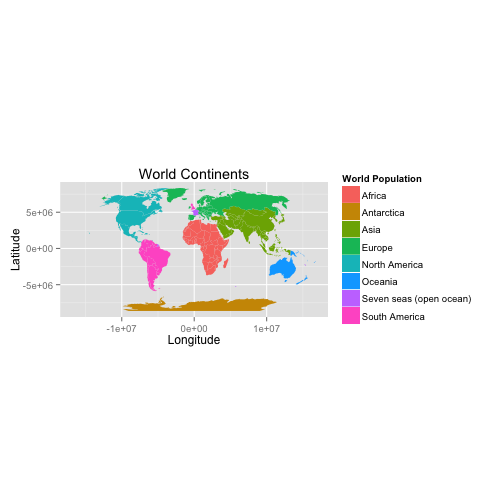 World Continents
World Population
Africa
Antarctica
Asia
Europe
North America
Oceania
Seven seas (open ocean)
South America
5e+06
0e+00
-5e+06
Latitude
-1e+07 0e+00 1e+07
Longitude